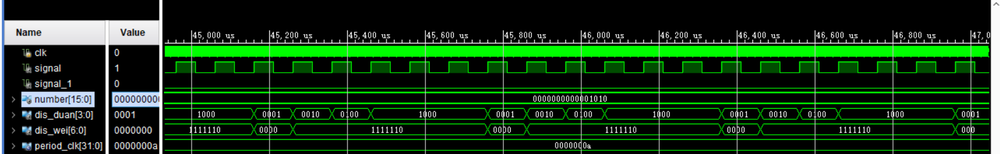 Name Value
45,000 us 45,200 us 45,400 us 45,600 us 45,800 us 46,000 us 46,200 us 46,400 us 46,600 us 46,800 us 47,0
clk 0
signal 1
signal_1 0
number[15:0] 000000000 0000000000001010
dis_duan[3:0] 0001 1000 0001 0010 0100 1000 0001 0010 0100 1000 0001 0010 0100 1000 0001
dis_wei[6:0] 0000000 1111110 0000 1111110 0000 1111110 0000 1111110 000
period_clk[31:0] 0000000a 0000000a